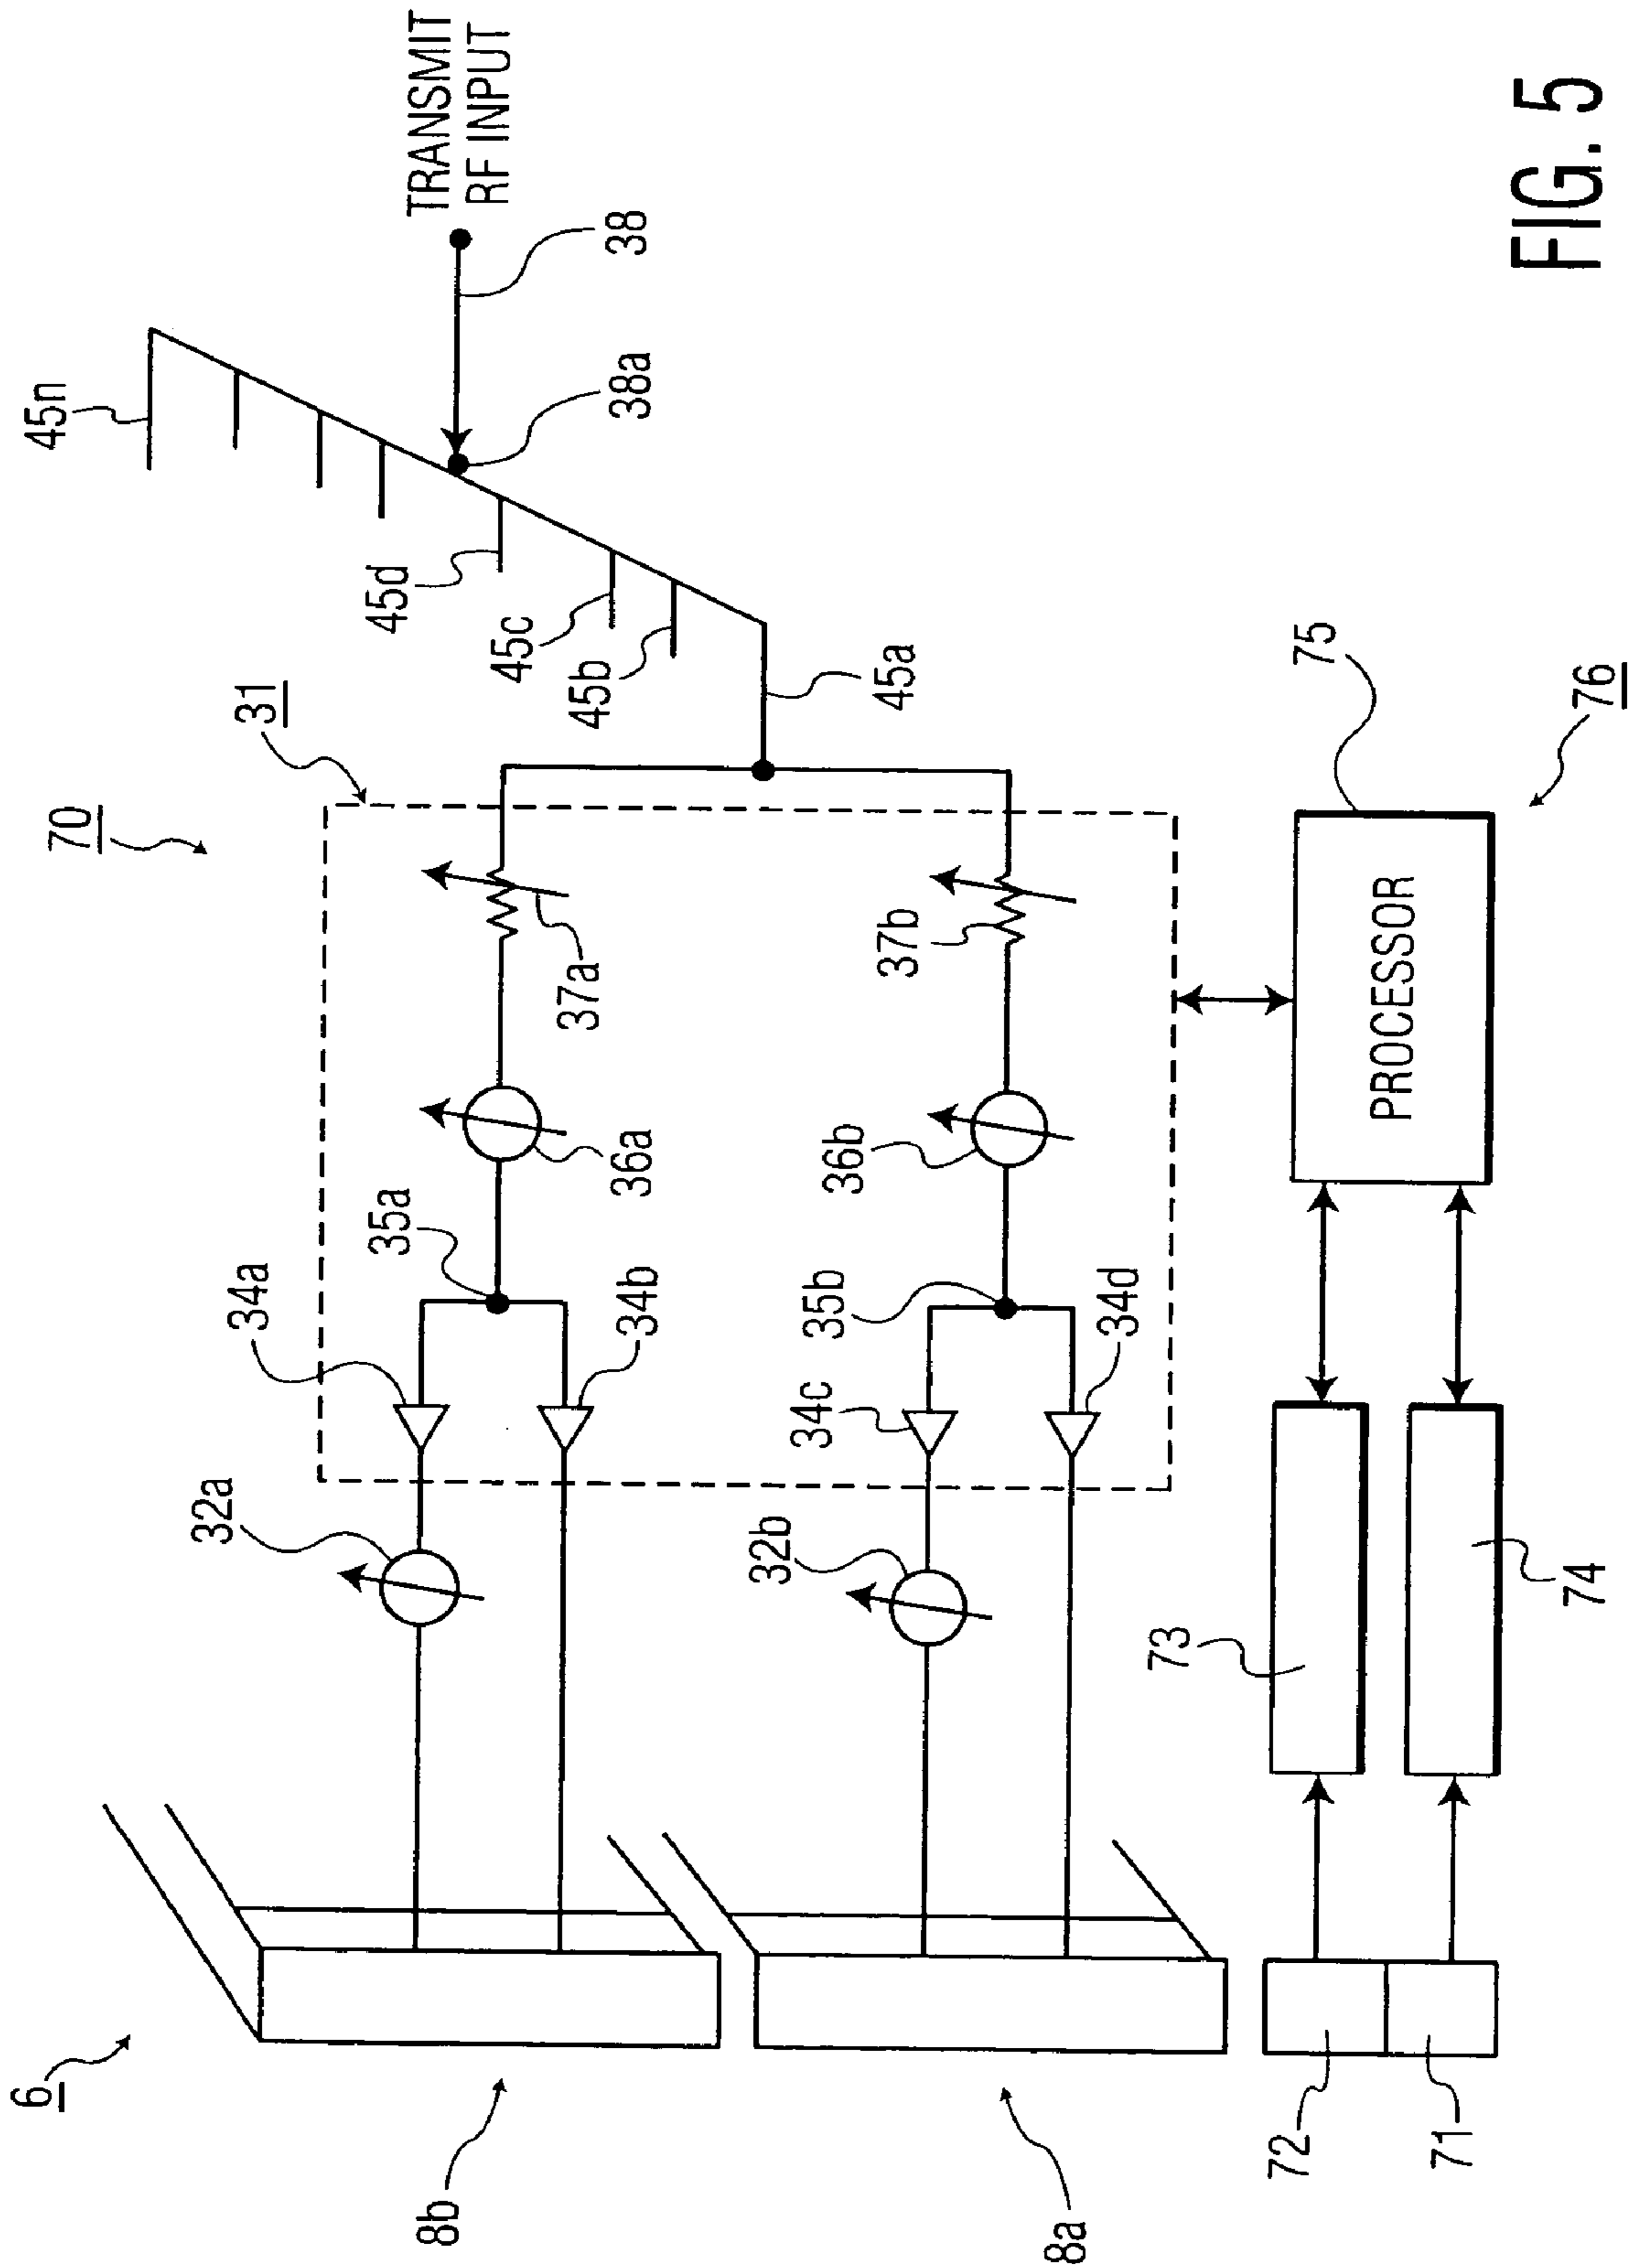 6
8b
8a
72
71
32a
32b
73
74
34a
34b
34c
34d
35a
35b
36a
36b
37a
37b
70
31
PROCESSOR
75
76
45a
45b
45c
45d
45n
38a
38
TRANSMIT
RF INPUT
FIG. 5